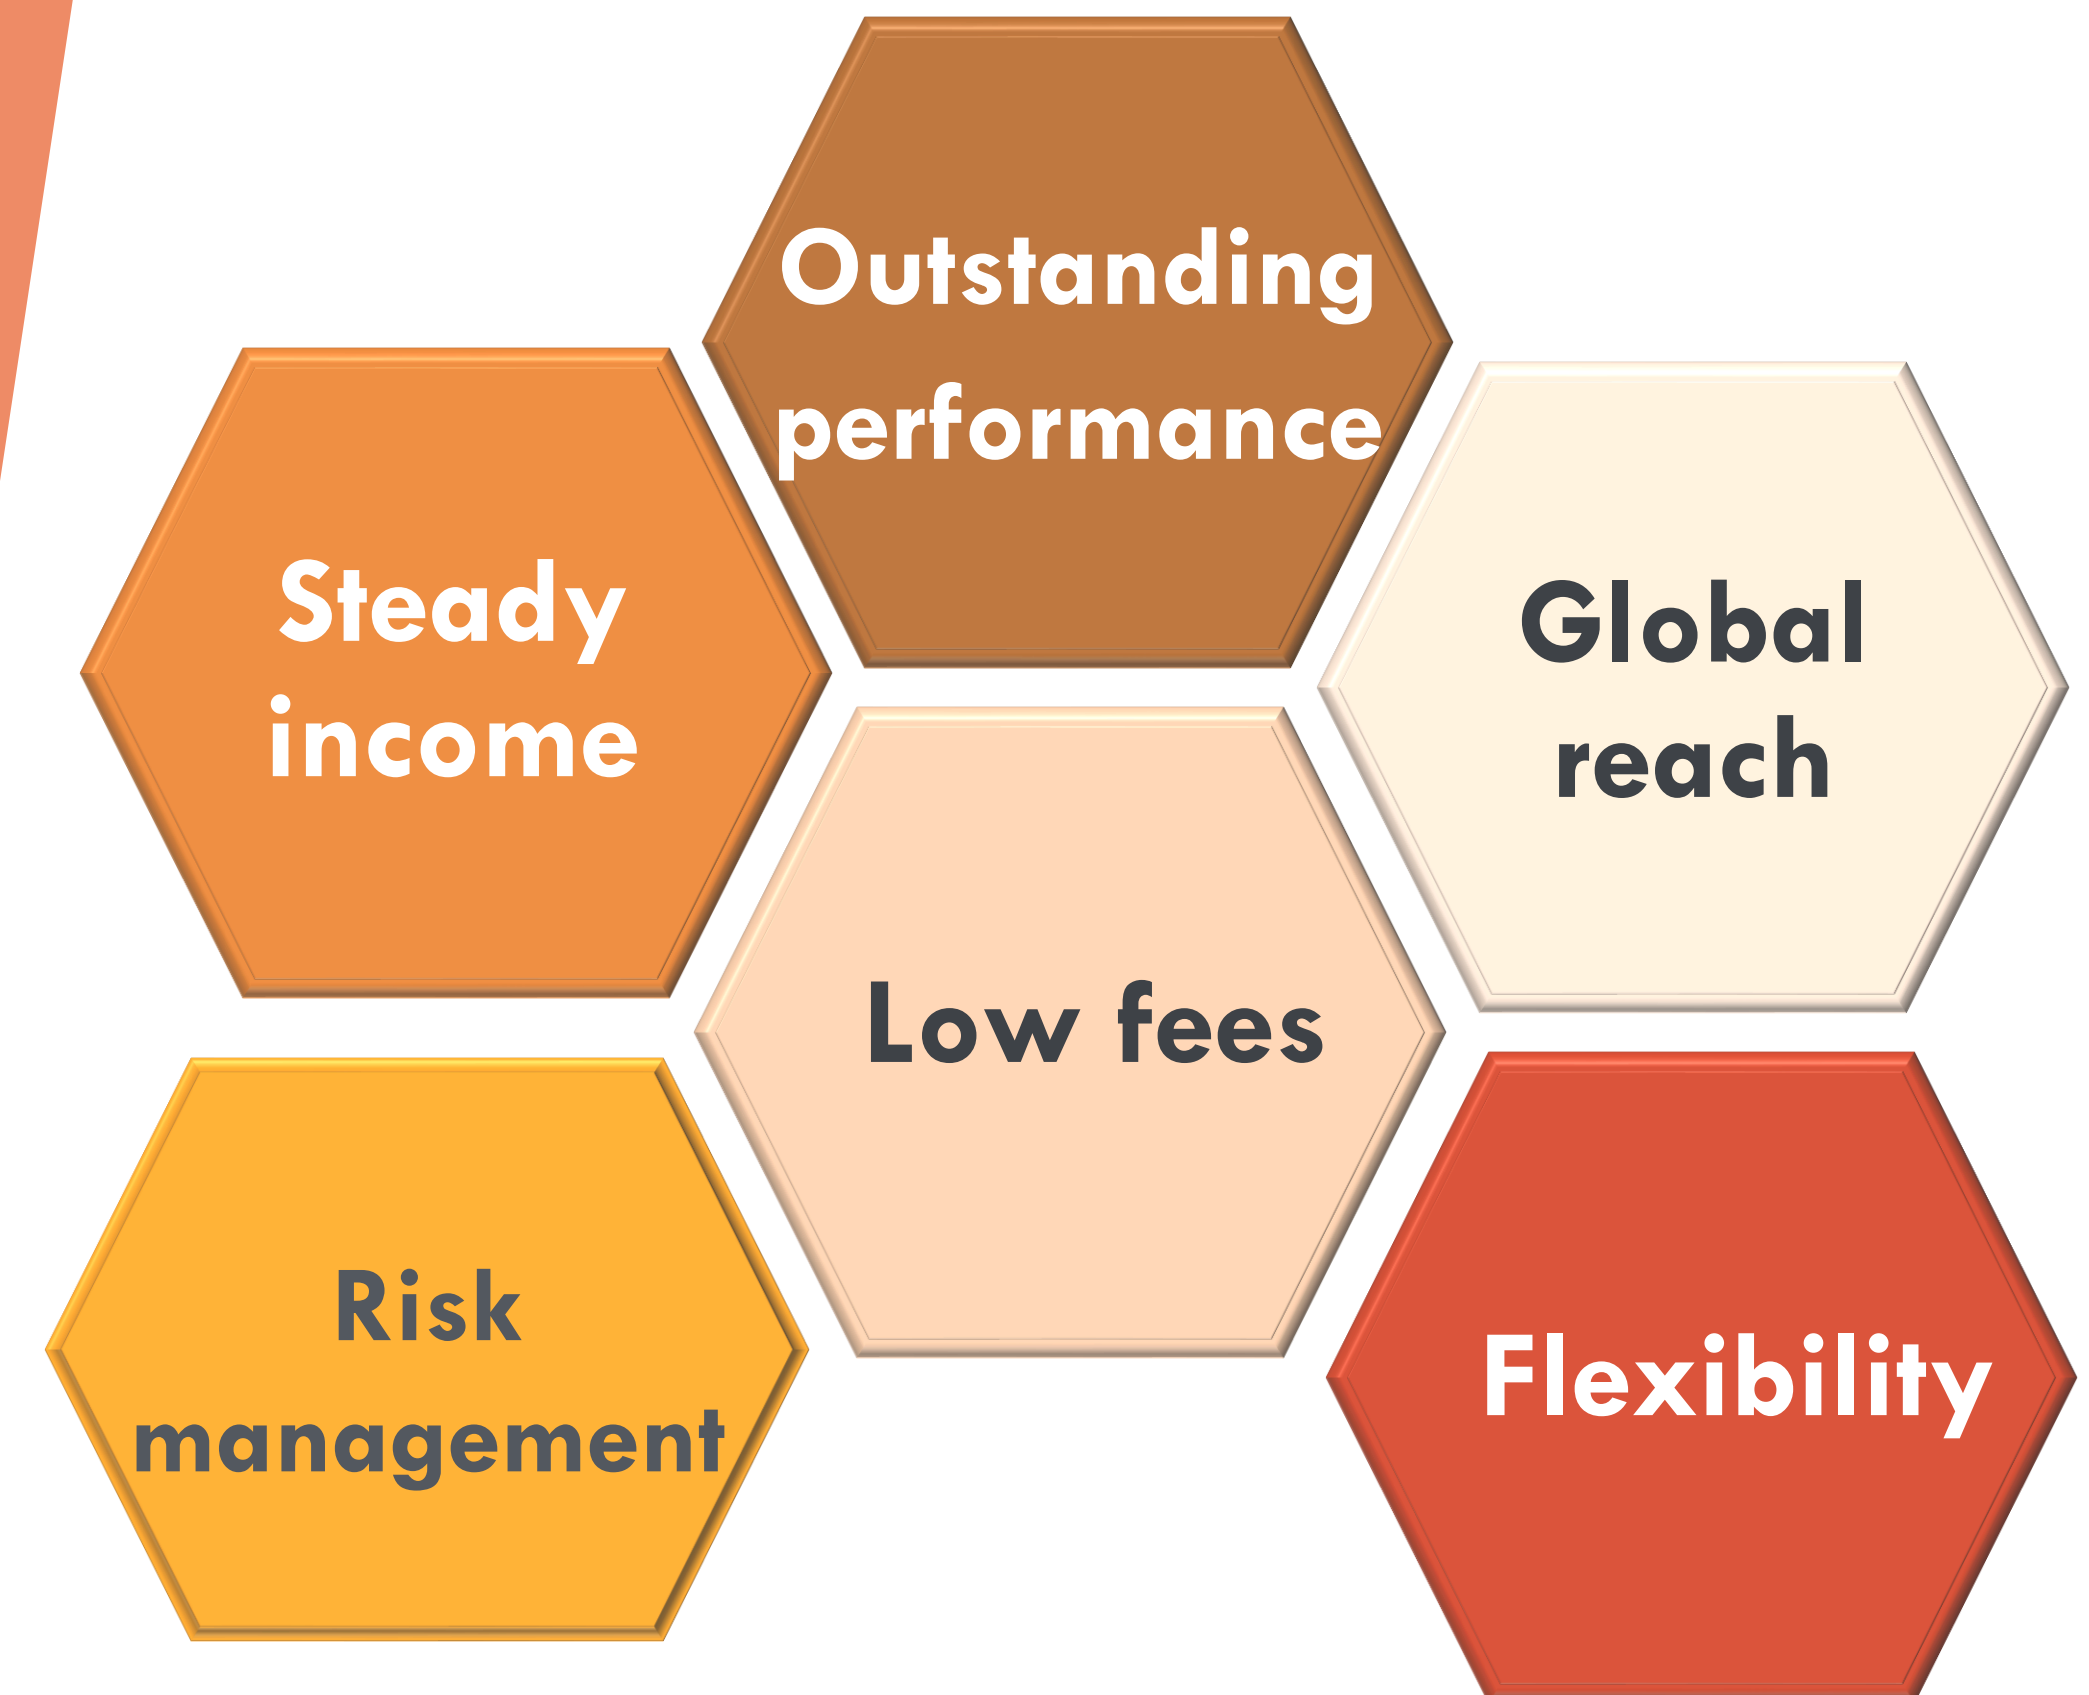 Outstanding
performance
Steady
income
Global
reach
Low fees
Risk
management
Flexibility